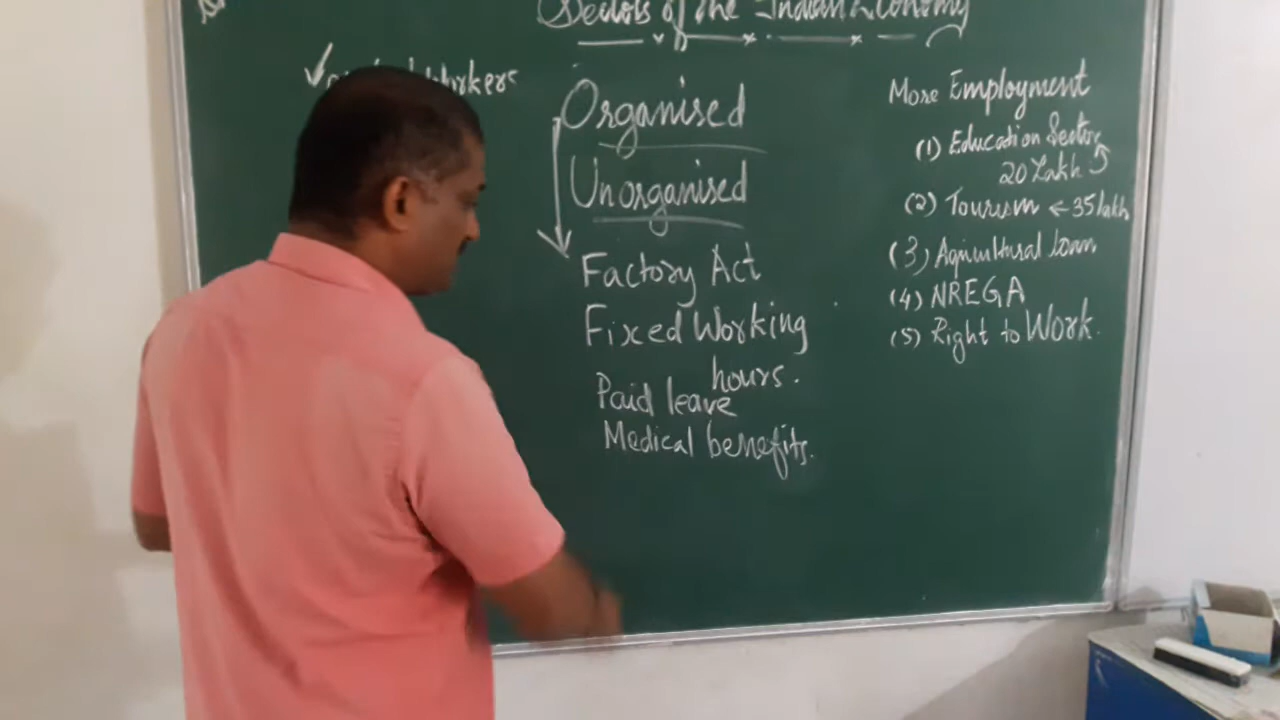 Sectors of the Indian Economy
Workers
Organised
Unorganised
Factory Act
Fixed Working
hours.
Paid leave
Medical benefits.
More Employment
(1) Education Sector
20 Lakh
(2) Tourism ← 35 lakh
(3) Agricultural Loan
(4) NREGA
(5) Right to Work.